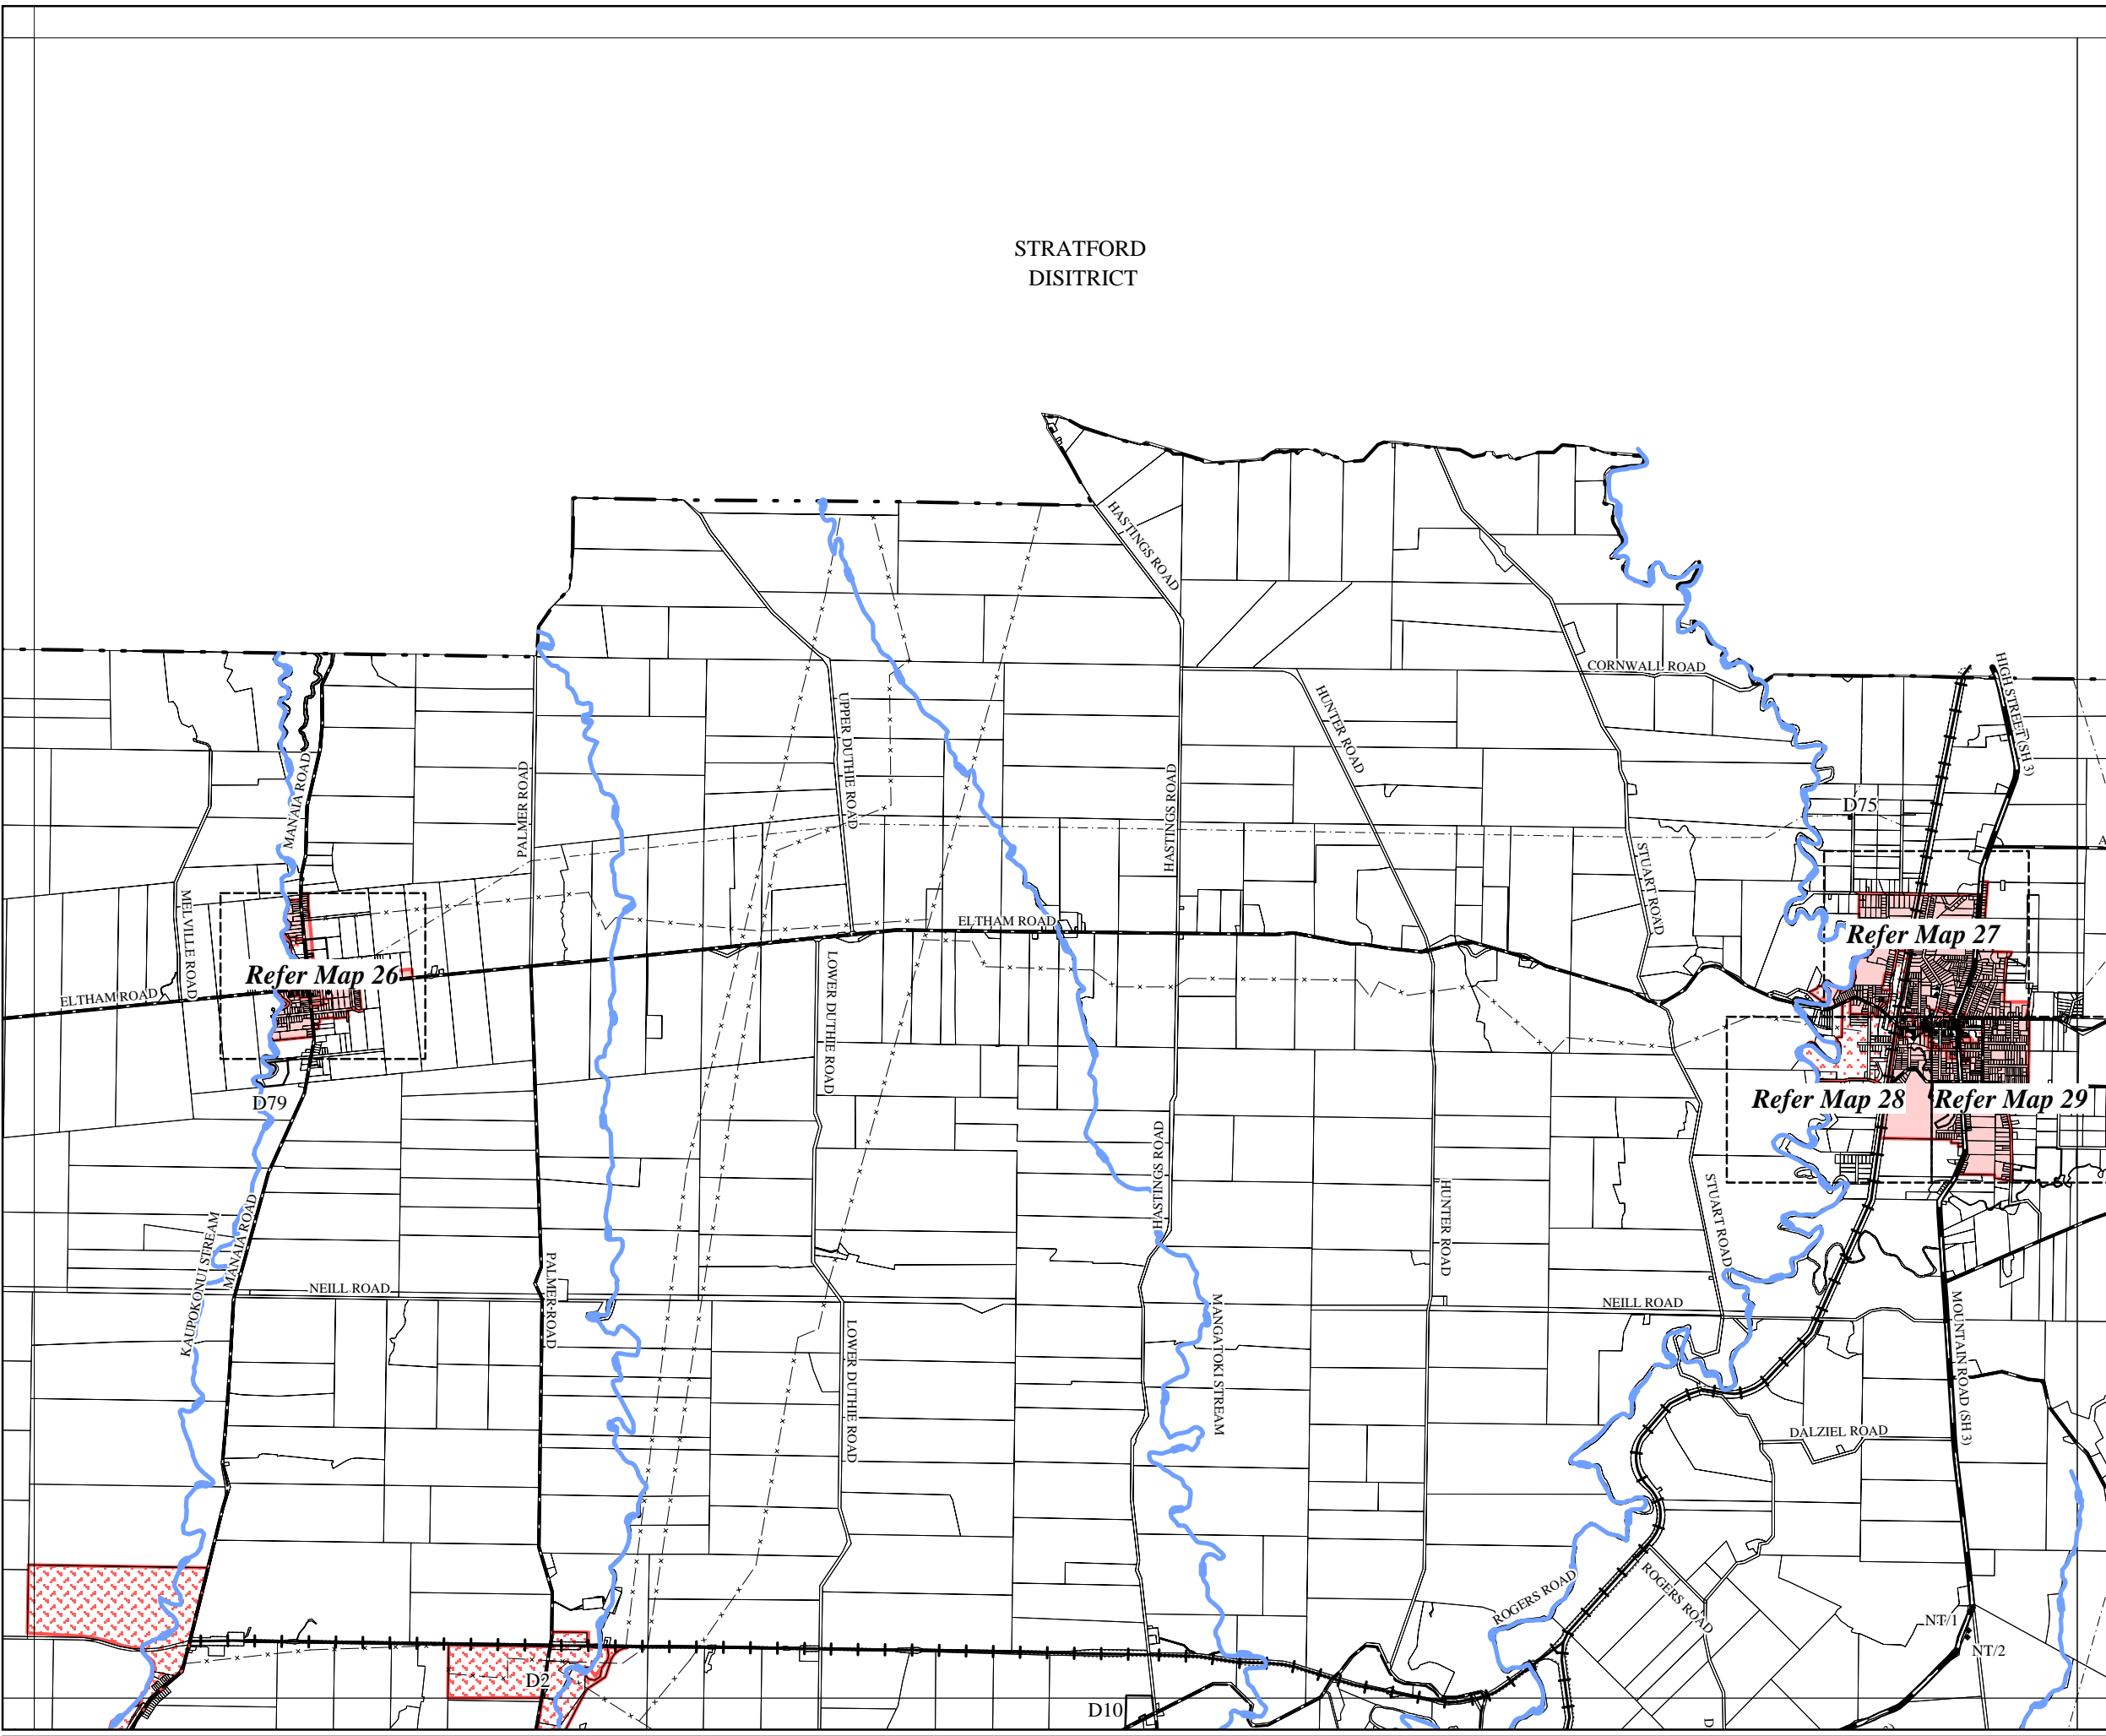 STRATFORD
DISITRICT
HASTINGS ROAD
CORNWALL ROAD
HIGH STREET (SH 3)
HUNTER ROAD
UPPER DUTHIE ROAD
MANAIA ROAD
PALMER ROAD
HASTINGS ROAD
D75
A
STUART ROAD
MELVILLE ROAD
ELTHAM ROAD
Refer Map 27
Refer Map 26
ELTHAM ROAD
LOWER DUTHIE ROAD
Refer Map 28
Refer Map 29
D79
HASTINGS ROAD
HUNTER ROAD
STUART ROAD
KAUPOKONUI STREAM
MANAIA ROAD
PALMER ROAD
NEILL ROAD
NEILL ROAD
MANGATOKI STREAM
MOUNTAIN ROAD (SH 3)
LOWER DUTHIE ROAD
DALZIEL ROAD
ROGERS ROAD
ROGERS ROAD
NT/1
NT/2
D2
D10
D